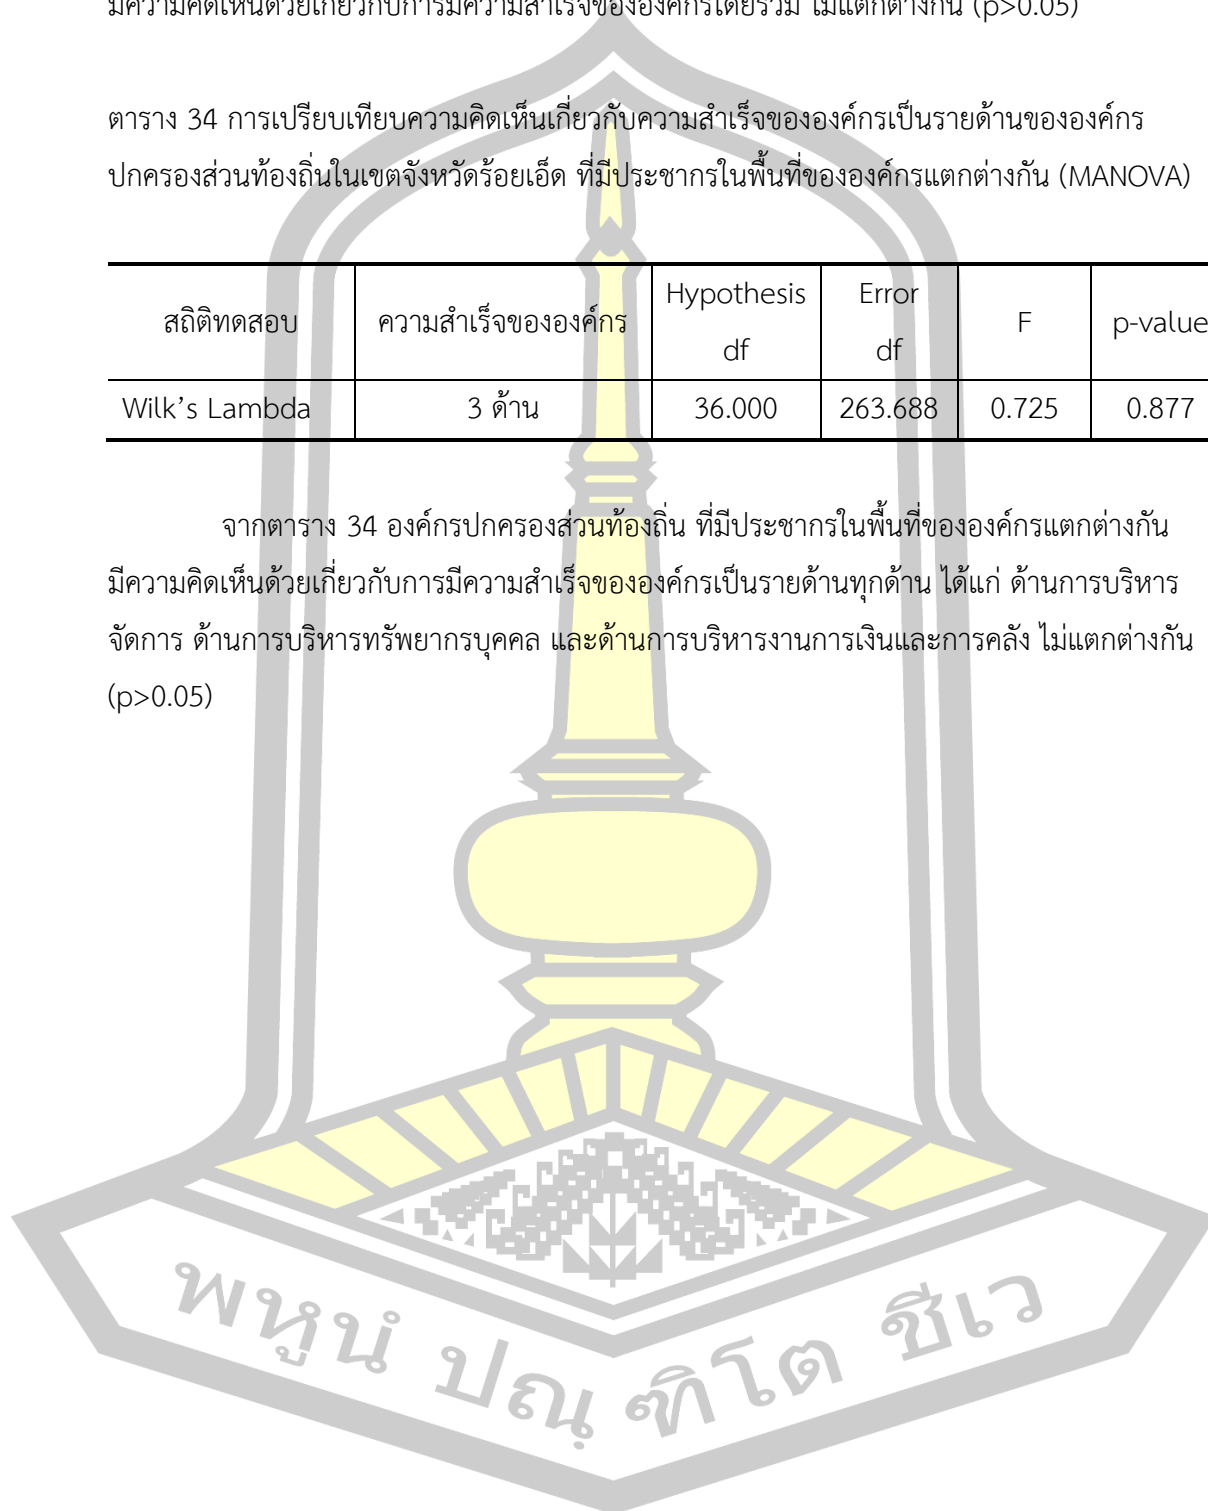 มีความคิดเห็นด้วยเกี่ยวกับการมีความสำเร็จขององค์กรโดยรวม ไม่แตกต่างกัน (p>0.05)
ตาราง 34 การเปรียบเทียบความคิดเห็นเกี่ยวกับความสำเร็จขององค์กรเป็นรายด้านขององค์กร
ปกครองส่วนท้องถิ่นในเขตจังหวัดร้อยเอ็ด ที่มีประชากรในพื้นที่ขององค์กรแตกต่างกัน (MANOVA)
สถิติทดสอบ ความสำเร็จขององค์กร Hypothesis df Error df F p-value
Wilk's Lambda 3 ด้าน 36.000 263.688 0.725 0.877
จากตาราง 34 องค์กรปกครองส่วนท้องถิ่น ที่มีประชากรในพื้นที่ขององค์กรแตกต่างกัน
มีความคิดเห็นด้วยเกี่ยวกับการมีความสำเร็จขององค์กรเป็นรายด้านทุกด้าน ได้แก่ ด้านการบริหาร
จัดการ ด้านการบริหารทรัพยากรบุคคล และด้านการบริหารงานการเงินและการคลัง ไม่แตกต่างกัน
(p>0.05)
พหูนํ ปณฺฑิโต ชีเว